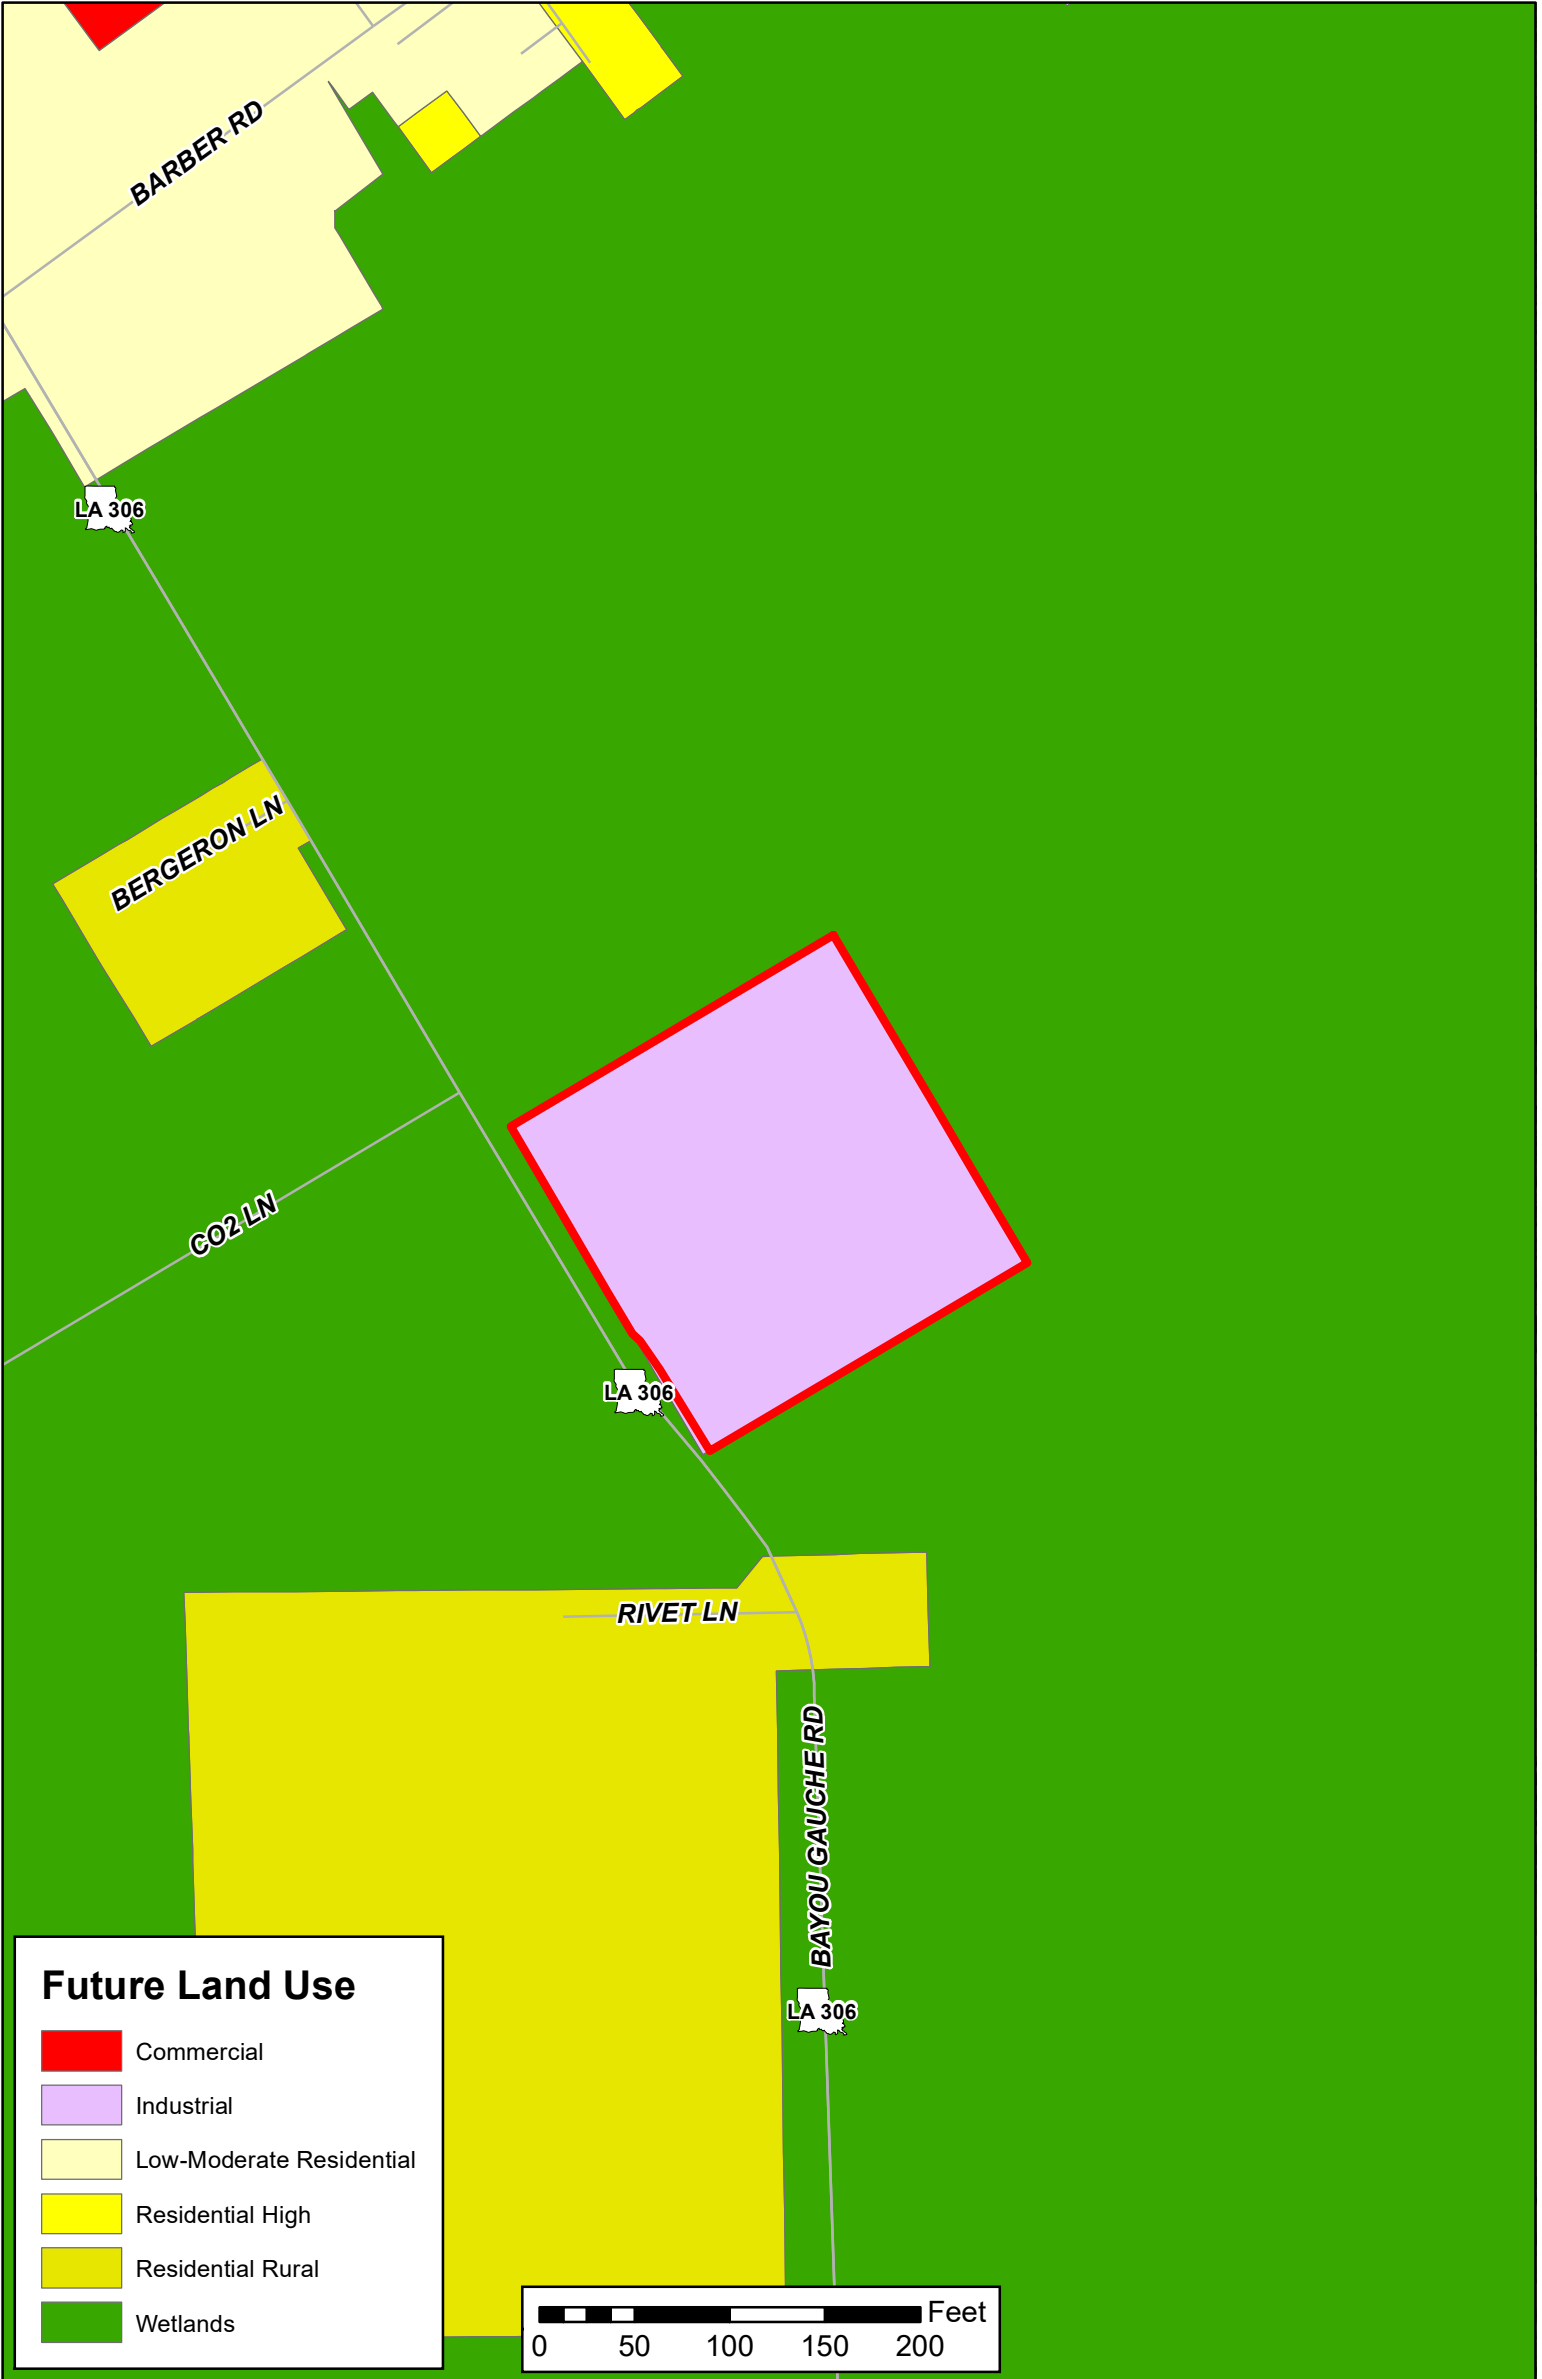 BARBER RD
LA 306
BERGERON LN
CO2 LN
LA 306
RIVET LN
BAYOU GAUCHE RD
LA 306
Future Land Use
Commercial
Industrial
Low-Moderate Residential
Residential High
Residential Rural
Wetlands
Feet
0 50 100 150 200